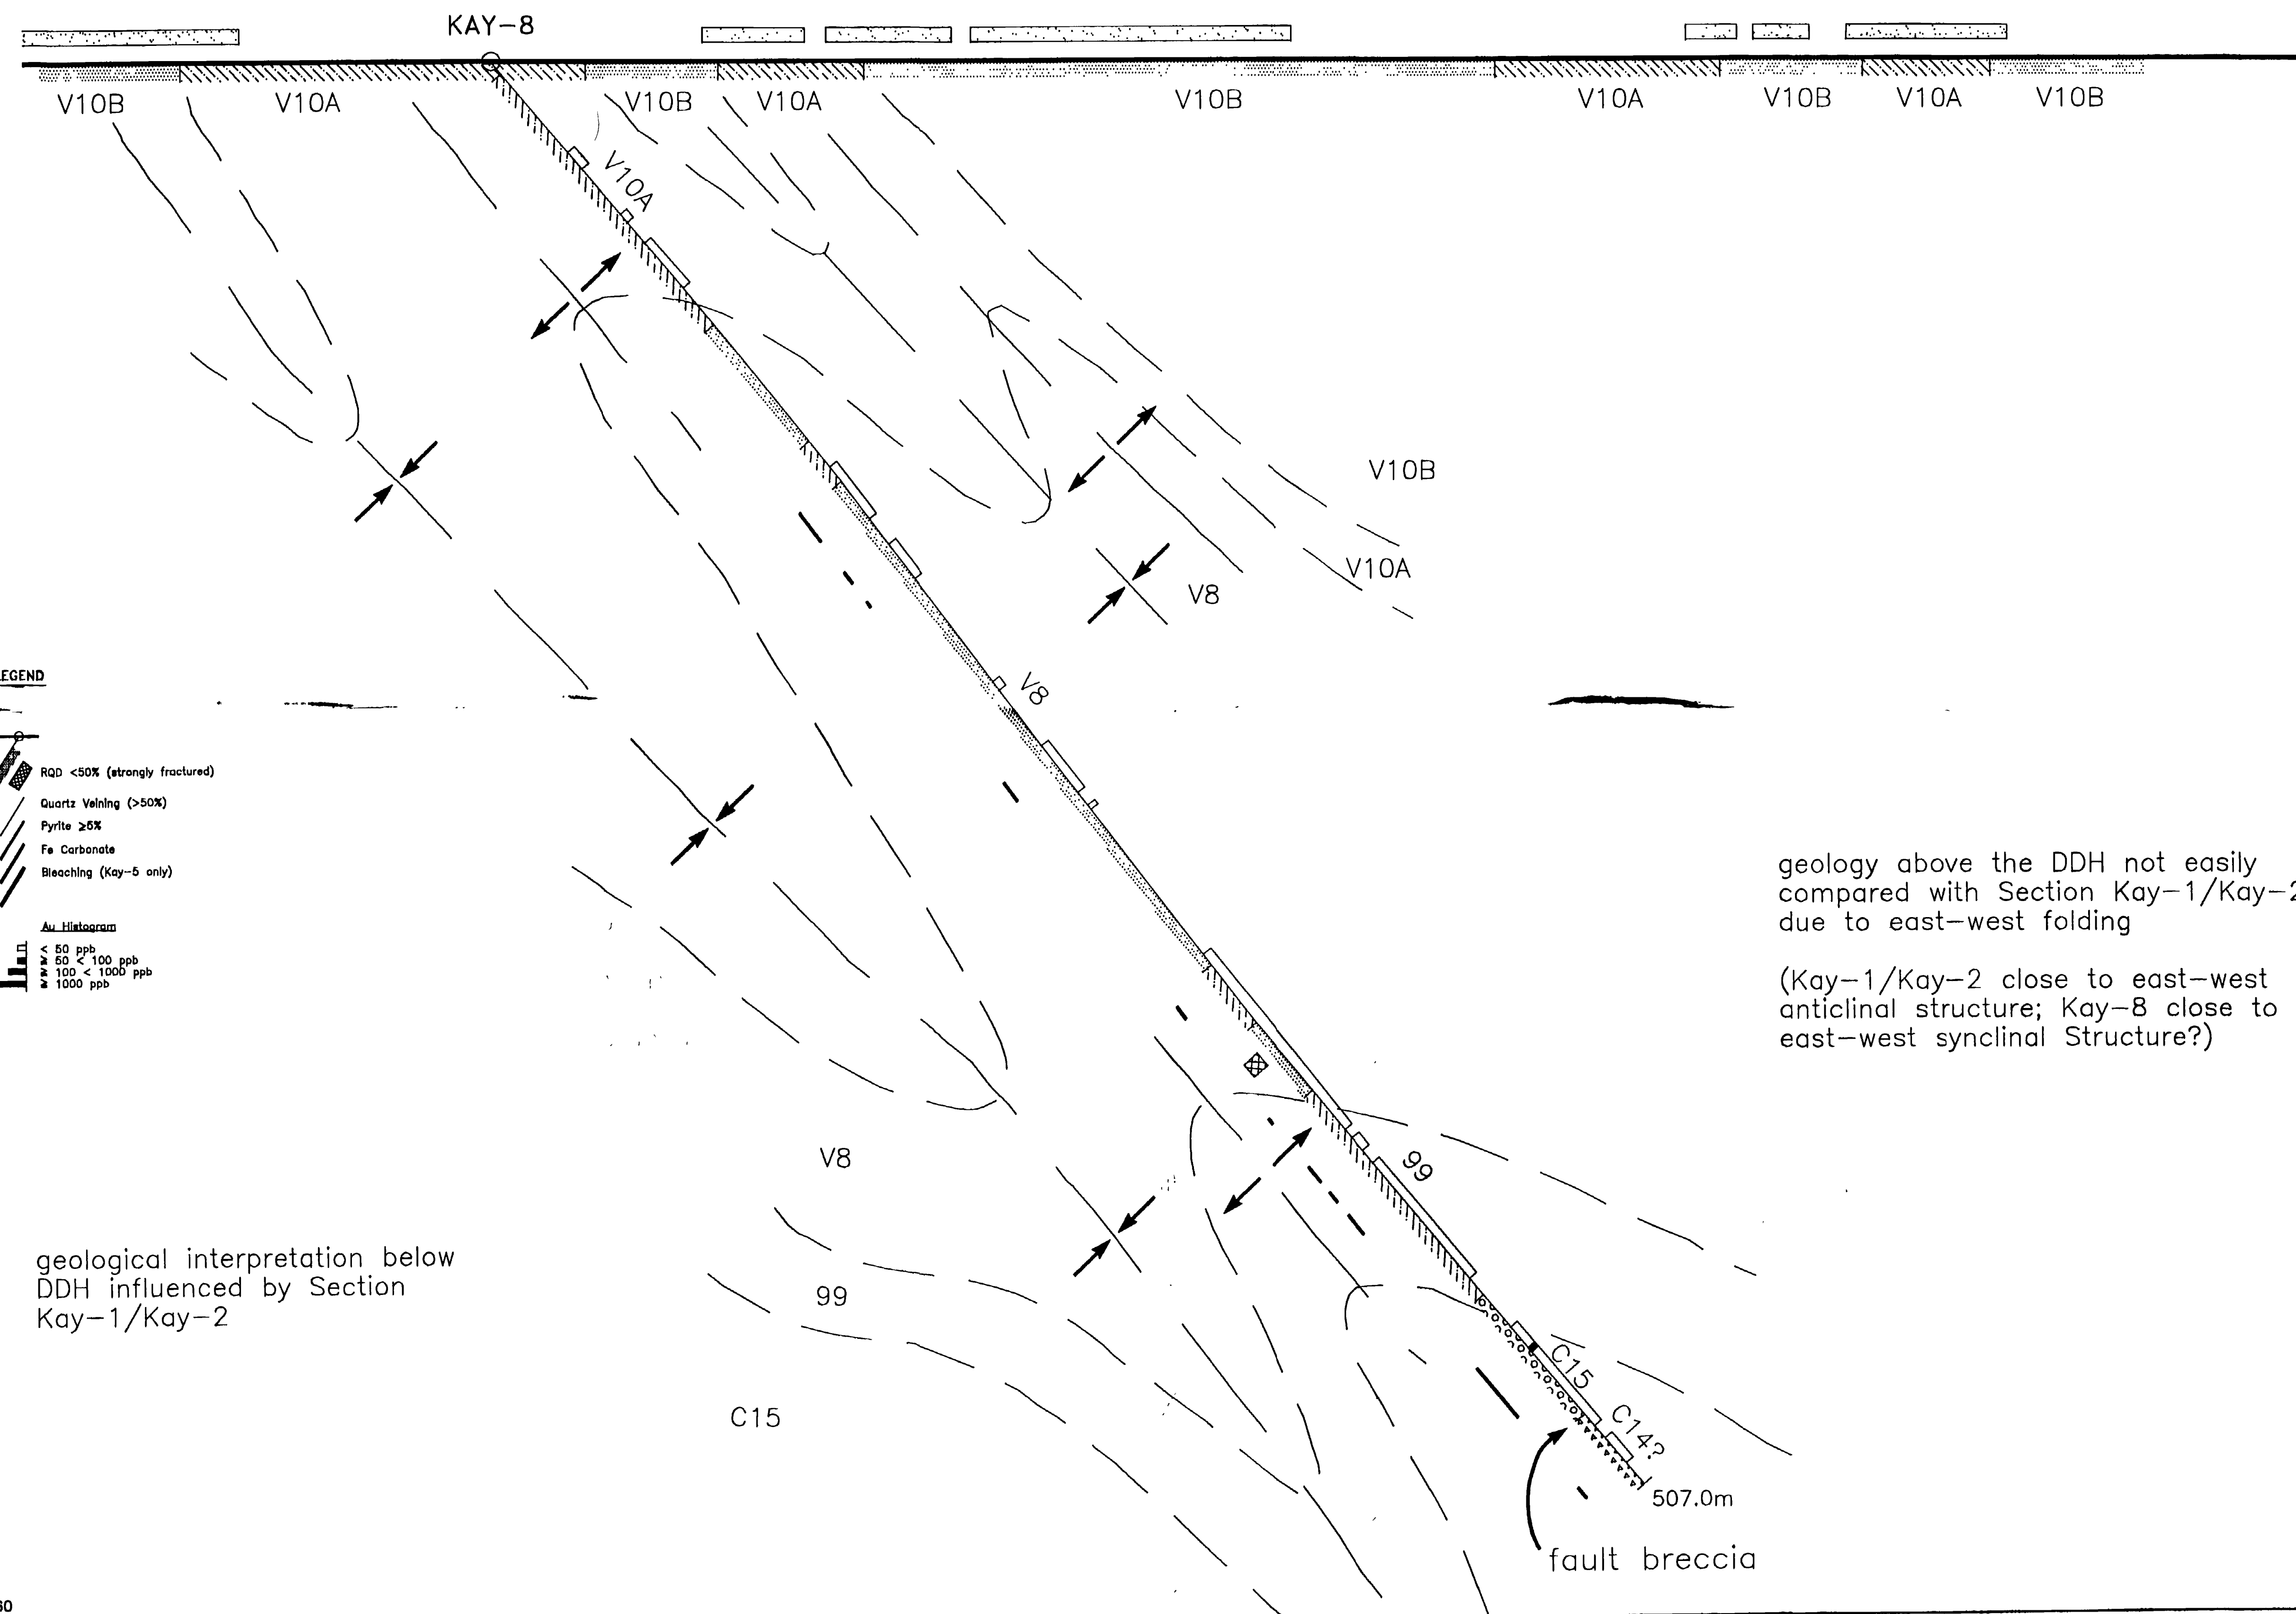 KAY-8
V10B
V10A
V10B
V10A
V10B
V10A
V10B
V10A
V10B
V10A
V10B
V10A
V8
V8
EGEND
RQD <50% (strongly fractured)
Quartz Veining (>50%)
Pyrite ≥5%
Fe Carbonate
Bleaching (Kay-5 only)
Au Histogram
< 50 ppb
≥ 50 < 100 ppb
≥ 100 < 1000 ppb
≥ 1000 ppb
geology above the DDH not easily
compared with Section Kay-1/Kay-2
due to east-west folding
(Kay-1/Kay-2 close to east-west
anticlinal structure; Kay-8 close to
east-west synclinal Structure?)
V8
99
geological interpretation below
DDH influenced by Section
Kay-1/Kay-2
99
C15
C15
C14?
507.0m
fault breccia
60